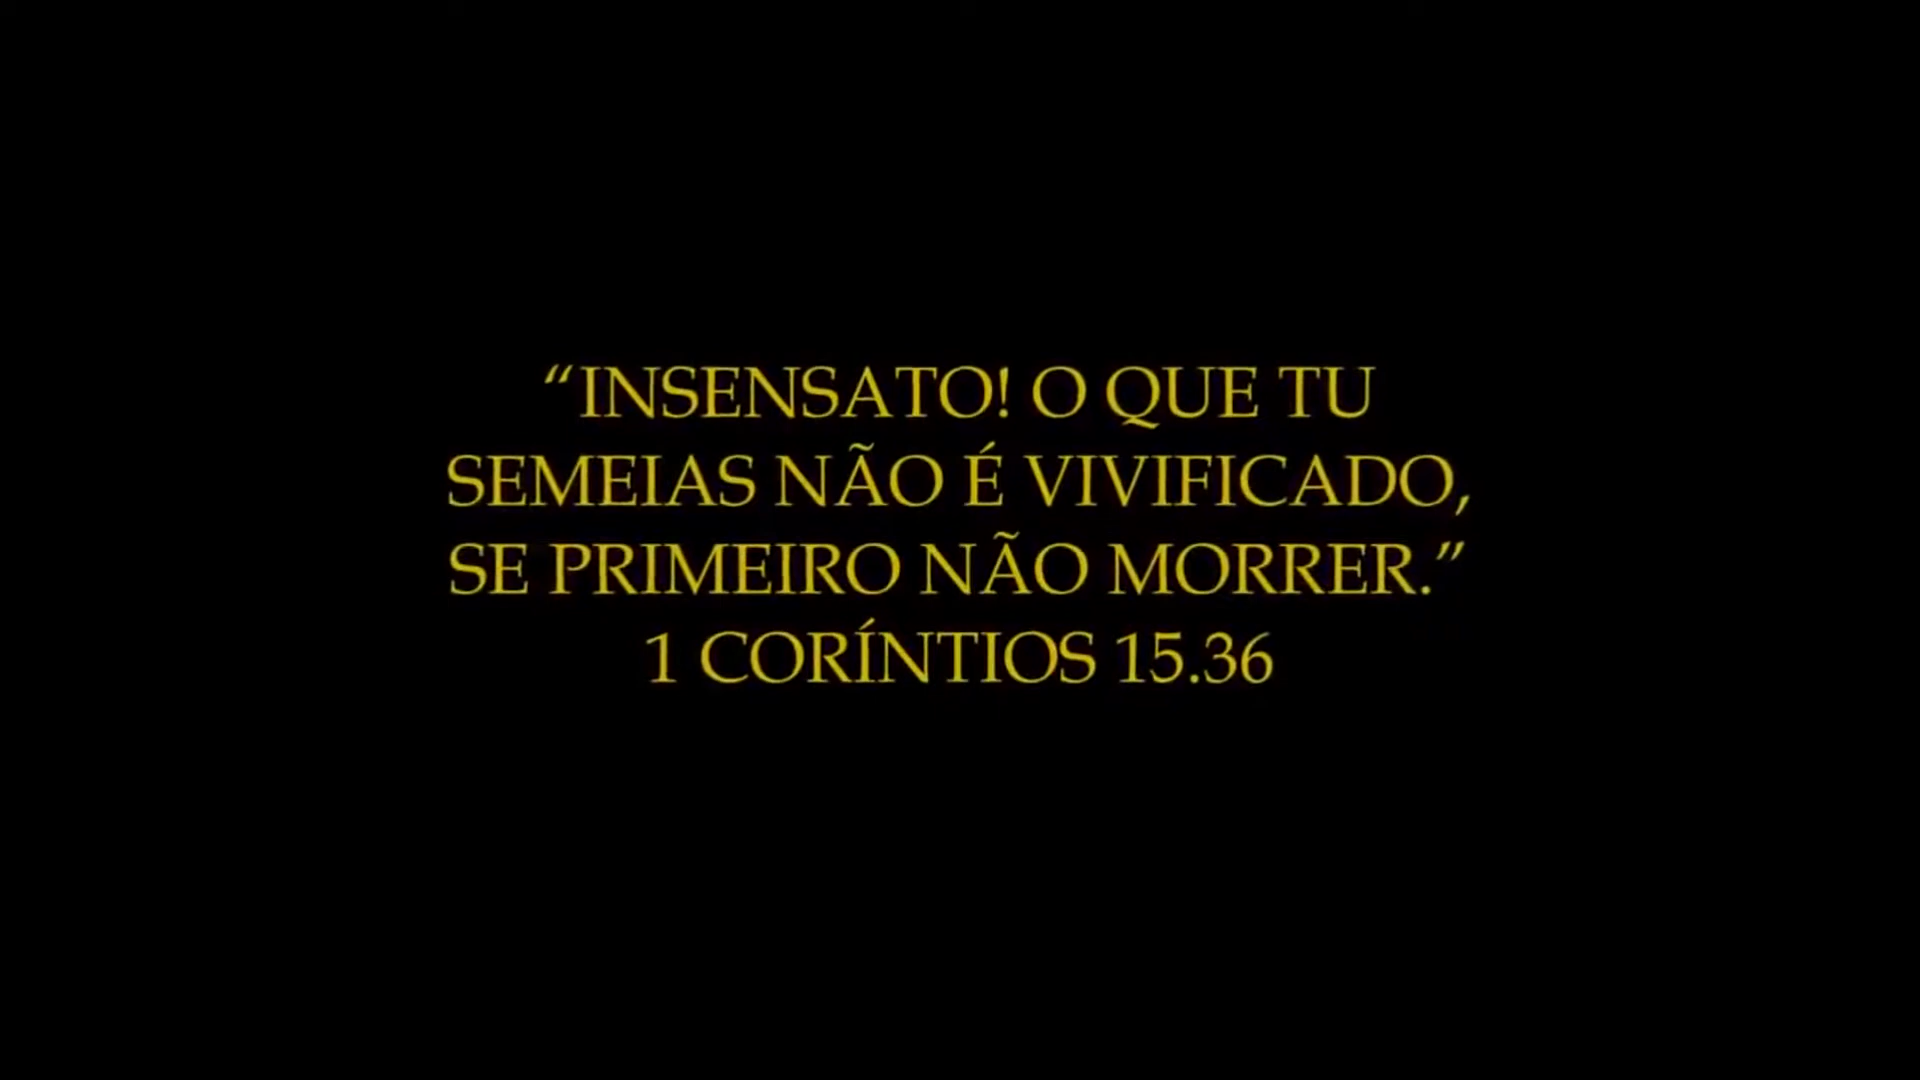 “INSENSATO! O QUE TU
SEMEIAS NÃO É VIVIFICADO,
SE PRIMEIRO NÃO MORRER.”
1 CORÍNTIOS 15.36